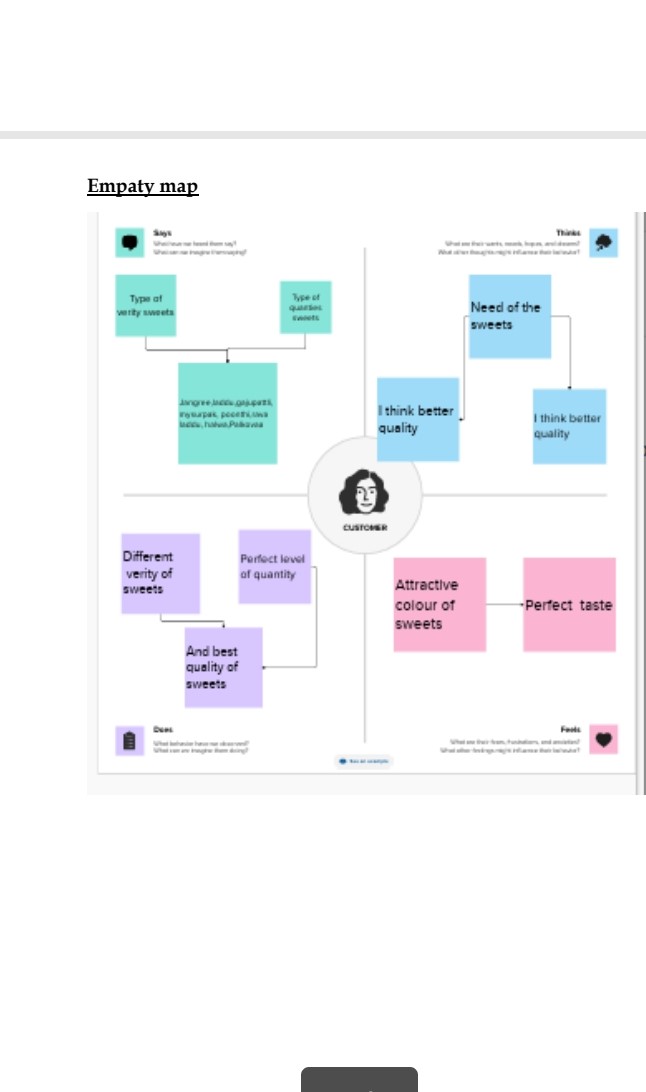 Empaty map
Says
What have we heard them say?
What can we imagine them saying?
Thinks
What are their wants, needs, hopes, and dreams?
What other thoughts might influence their behavior?
Type of
verity sweets
Type of
quanties
sweets
Jangree,laddu,gajupattli,
mysurpak, poonthi,rava
laddu, halwa,Palkovaa
Need of the
sweets
I think better
quality
I think better
quality
CUSTOMER
Different
verity of
sweets
Perfect level
of quantity
And best
quality of
sweets
Attractive
colour of
sweets
Perfect taste
Does
What behavior have we observed?
What can we imagine them doing?
Feels
What are their fears, frustrations, and anxieties?
What other feelings might influence their behavior?
See an example